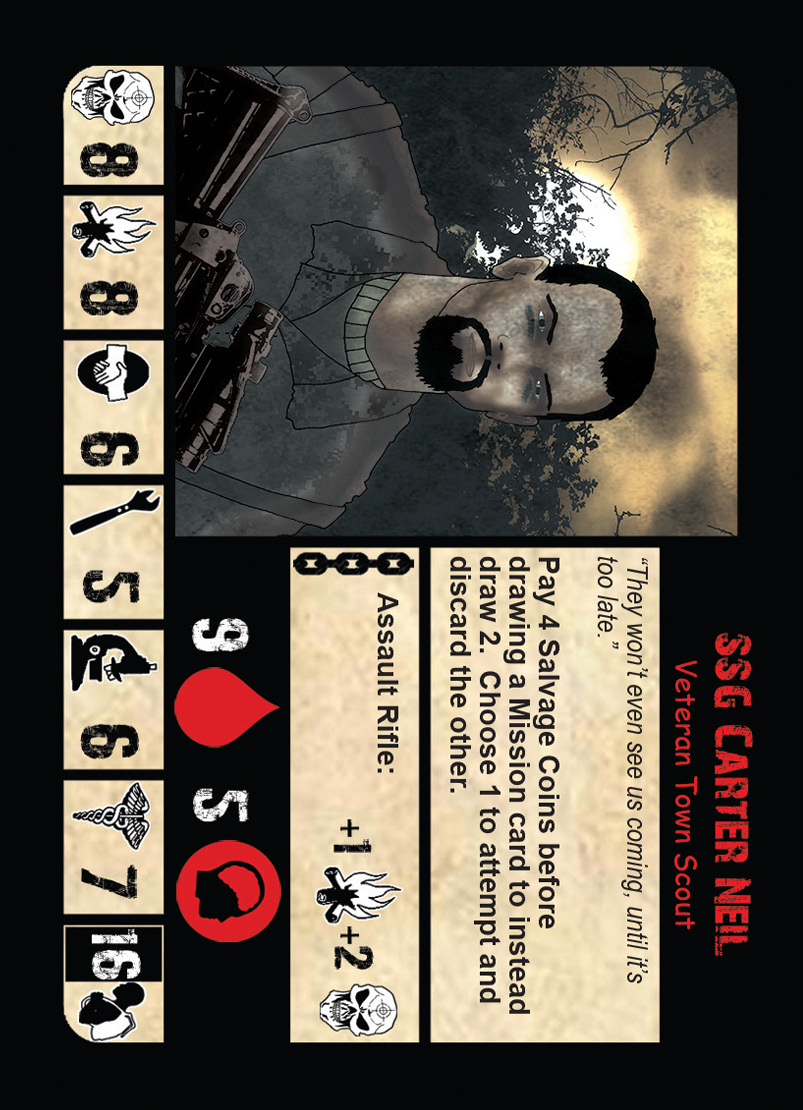 SSG CARTER NEIL
Veteran Town Scout
“They won’t even see us coming, until it’s
too late.”
Pay 4 Salvage Coins before
drawing a Mission card to instead
draw 2.  Choose 1 to attempt and
discard the other.
Assault Rifle:
+1 +2
9 5
8 8 6 5 6 7 16